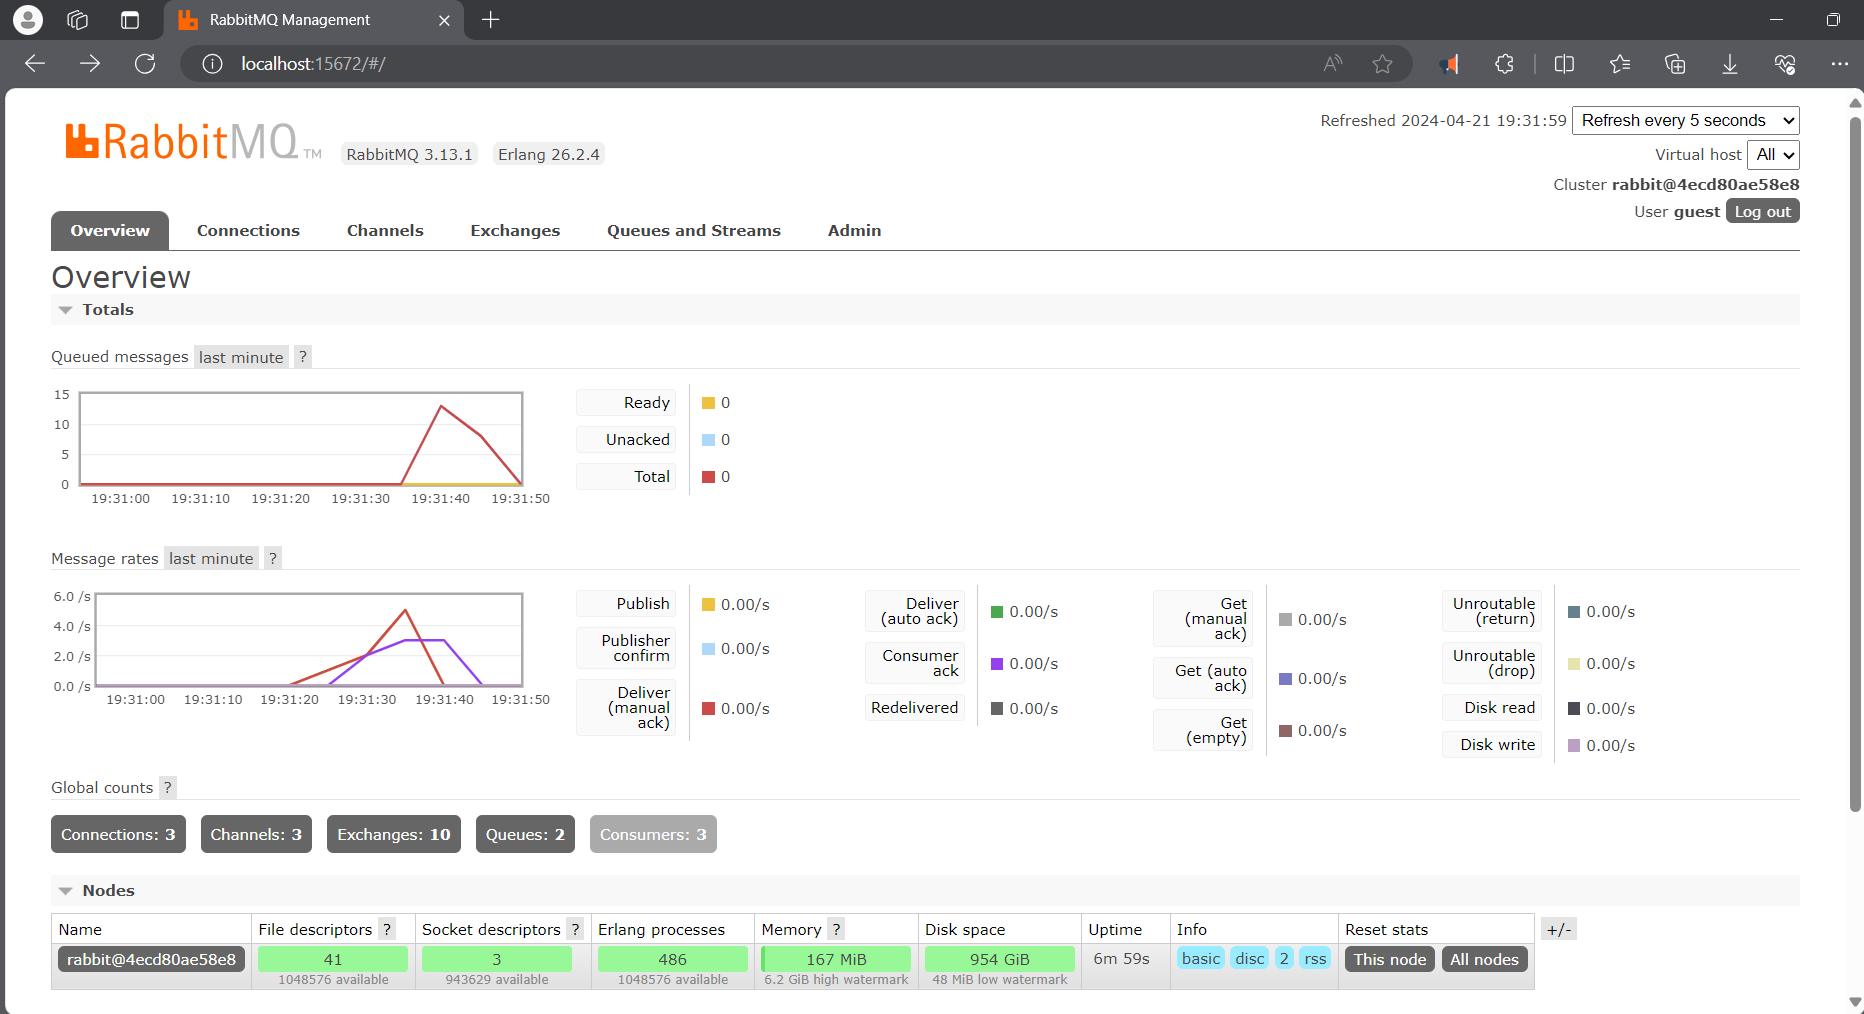 RabbitMQ Management
localhost:15672/#/
RabbitMQ TM
RabbitMQ 3.13.1 Erlang 26.2.4
Refreshed 2024-04-21 19:31:59 Refresh every 5 seconds
Virtual host All
Cluster rabbit@4ecd80ae58e8
User guest Log out
Overview Connections Channels Exchanges Queues and Streams Admin
Overview
Totals
Queued messages last minute ?
15
10
5
0
19:31:00 19:31:10 19:31:20 19:31:30 19:31:40 19:31:50
Ready 0
Unacked 0
Total 0
Message rates last minute ?
6.0 /s
4.0 /s
2.0 /s
0.0 /s
19:31:00 19:31:10 19:31:20 19:31:30 19:31:40 19:31:50
Publish 0.00/s
Publisher
confirm 0.00/s
Deliver
(manual
ack) 0.00/s
Deliver
(auto ack) 0.00/s
Consumer
ack 0.00/s
Redelivered 0.00/s
Get
(manual
ack) 0.00/s
Get (auto
ack) 0.00/s
Get
(empty) 0.00/s
Unroutable
(return) 0.00/s
Unroutable
(drop) 0.00/s
Disk read 0.00/s
Disk write 0.00/s
Global counts ?
Connections: 3 Channels: 3 Exchanges: 10 Queues: 2 Consumers: 3
Nodes
Name File descriptors ? Socket descriptors ? Erlang processes Memory ? Disk space Uptime Info Reset stats +/-
rabbit@4ecd80ae58e8 41 3 486 167 MiB 954 GiB 6m 59s basic disc 2 rss This node All nodes
1048576 available 943629 available 1048576 available 6.2 GiB high watermark 48 MiB low watermark